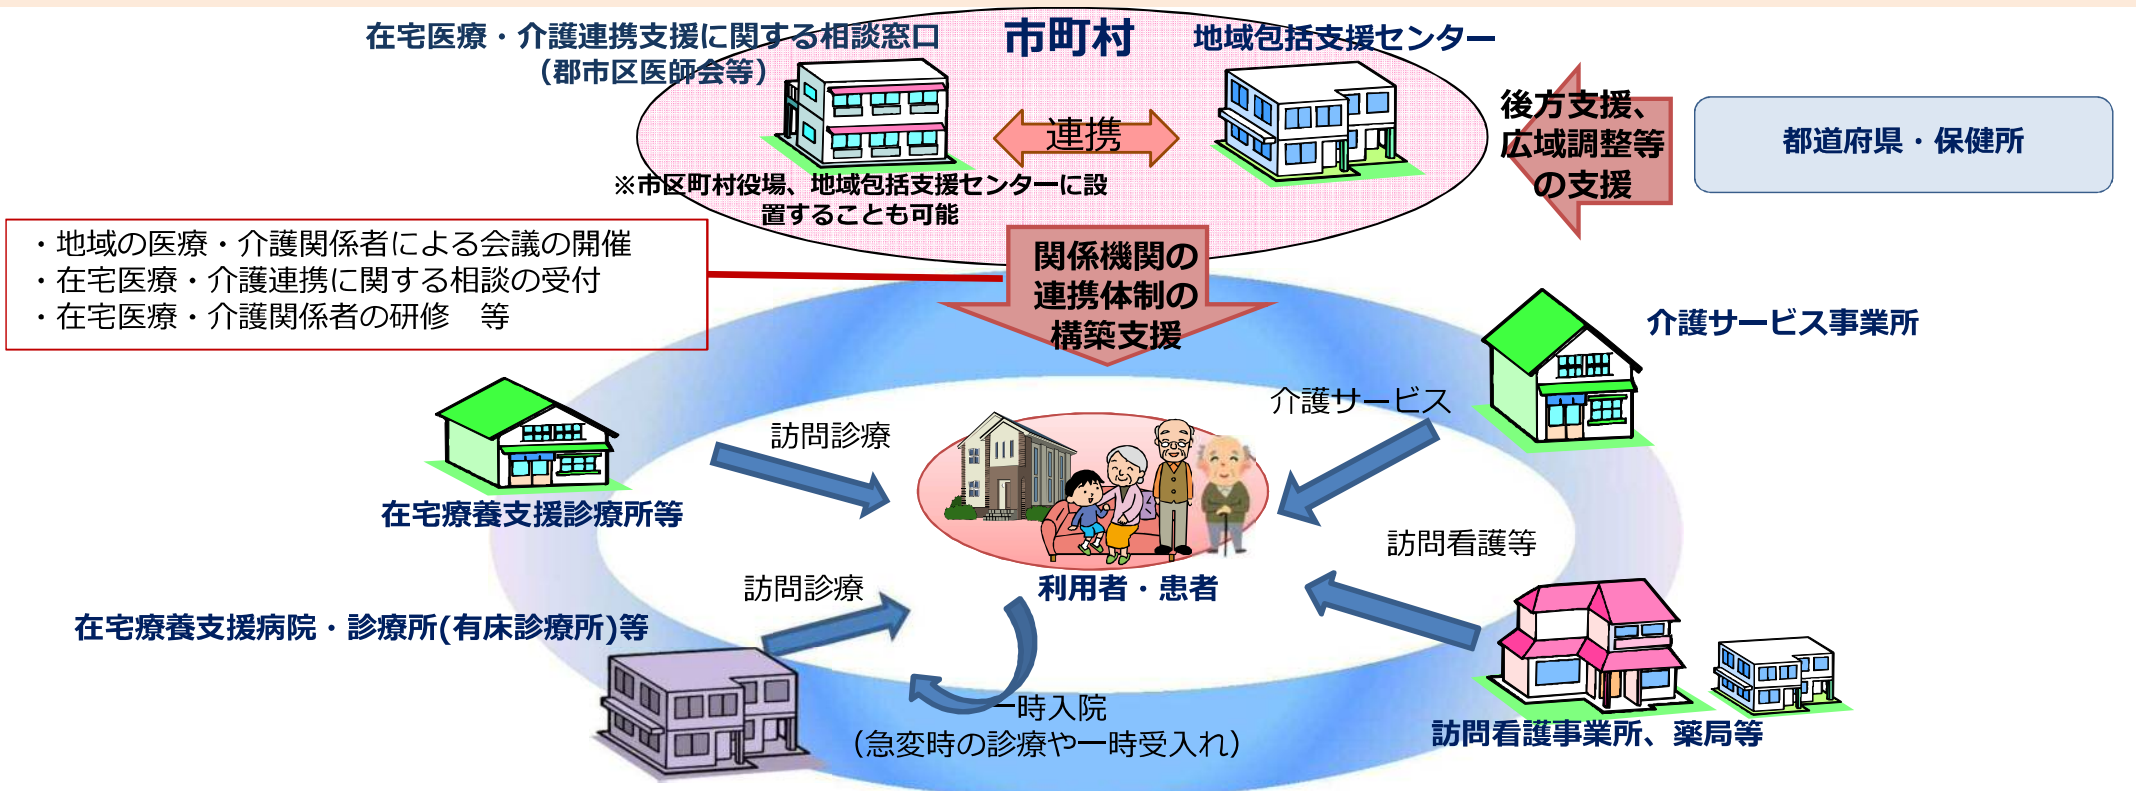 在宅医療・介護連携支援に関する相談窓口
（郡市区医師会等）
市町村
地域包括支援センター
連携
※市区町村役場、地域包括支援センターに設
置することも可能
後方支援、
広域調整等
の支援
都道府県・保健所
・地域の医療・介護関係者による会議の開催
・在宅医療・介護連携に関する相談の受付
・在宅医療・介護関係者の研修　等
関係機関の
連携体制の
構築支援
介護サービス事業所
介護サービス
訪問診療
在宅療養支援診療所等
訪問看護等
利用者・患者
訪問診療
在宅療養支援病院・診療所(有床診療所)等
一時入院
（急変時の診療や一時受入れ）
訪問看護事業所、薬局等